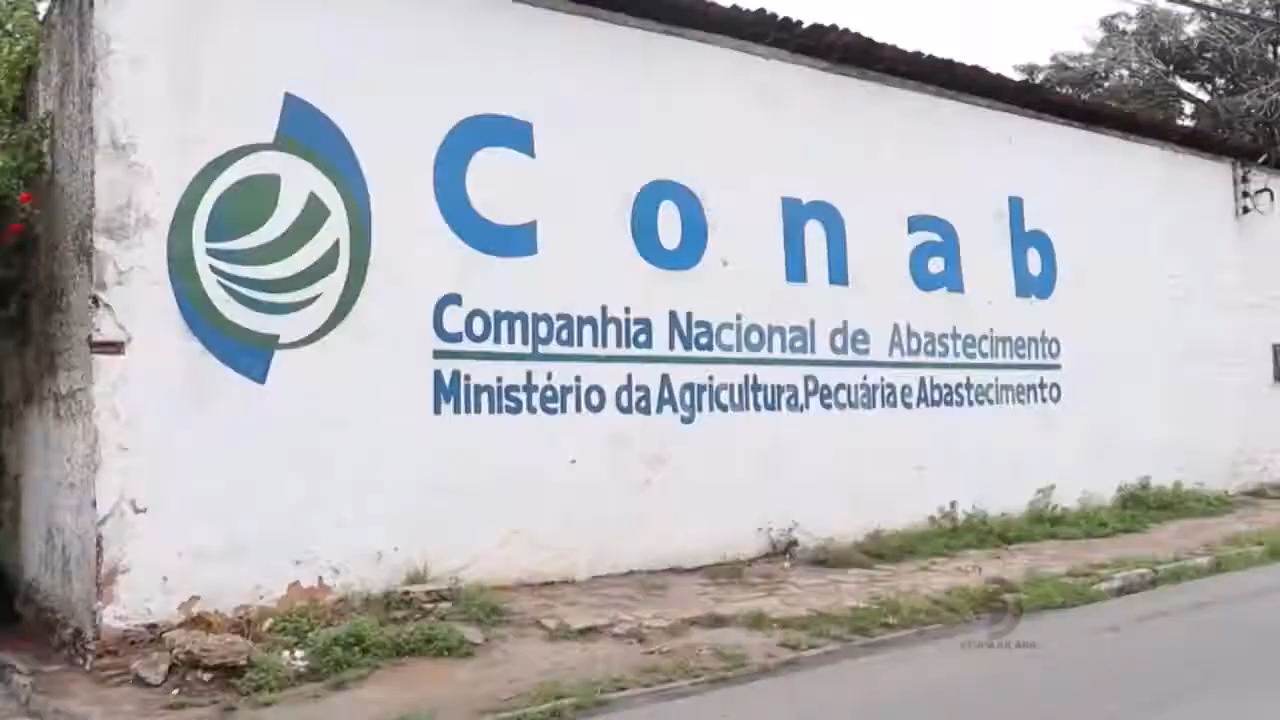 Conab
Companhia Nacional de Abastecimento
Ministério da Agricultura,Pecuária e Abastecimento